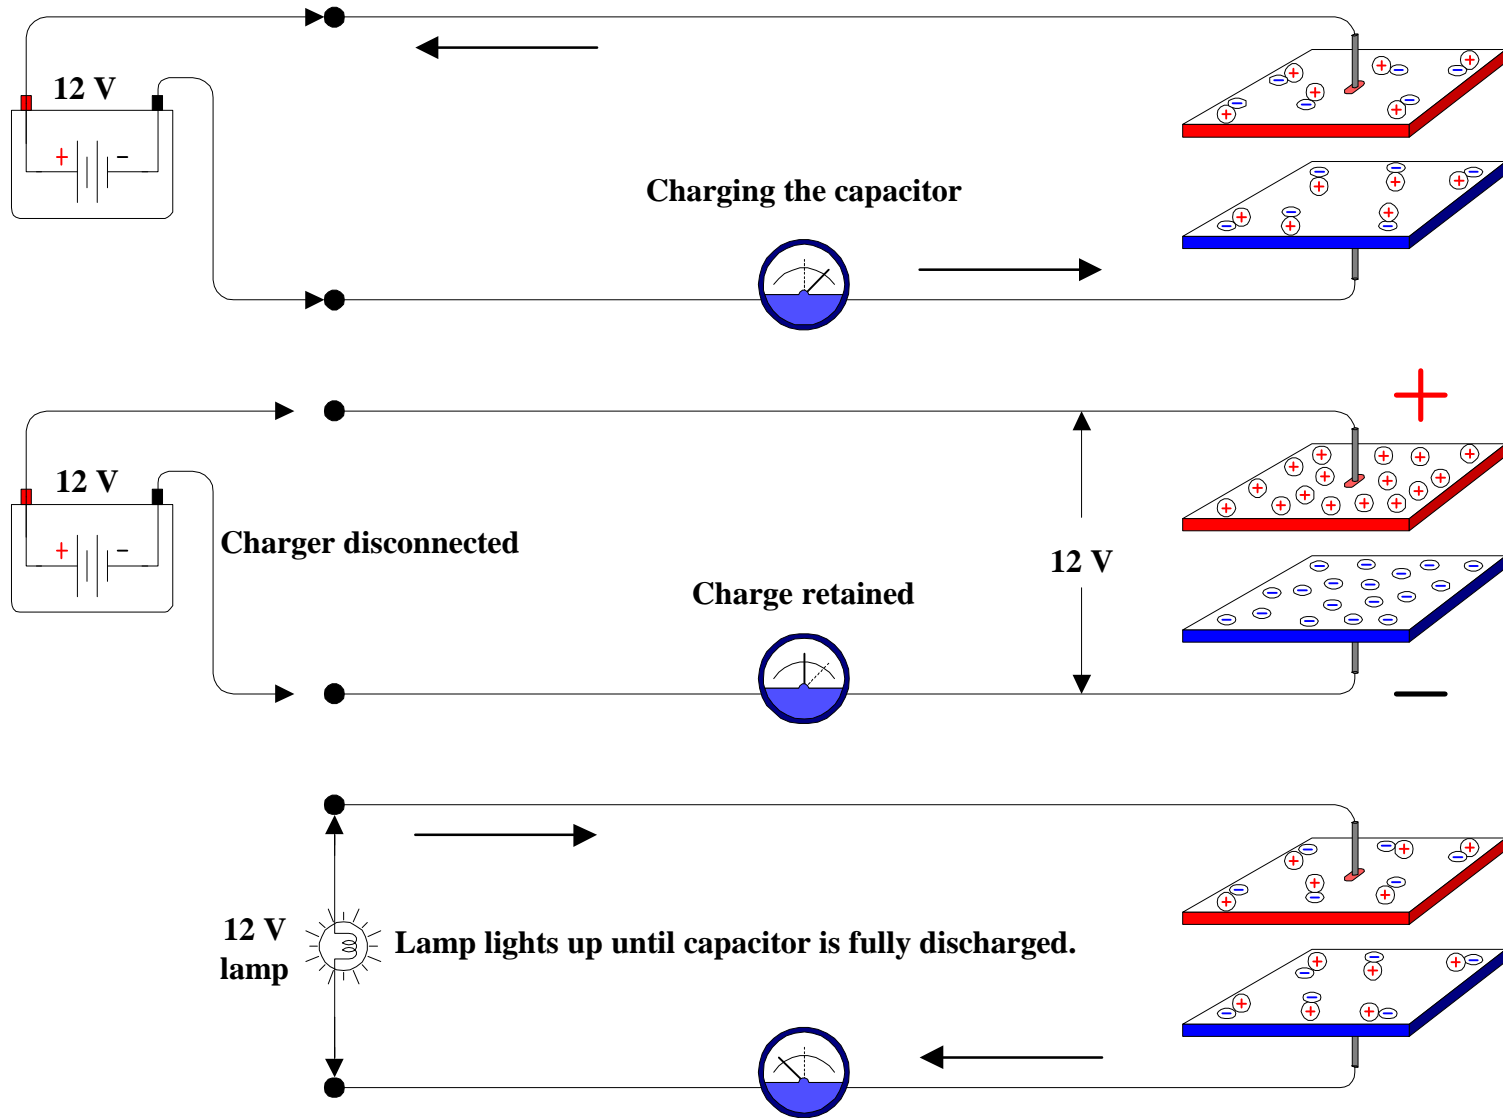 12 V
+ −
Charging the capacitor
+
12 V
+ −
Charger disconnected
12 V
Charge retained
−
12 V
lamp
Lamp lights up until capacitor is fully discharged.